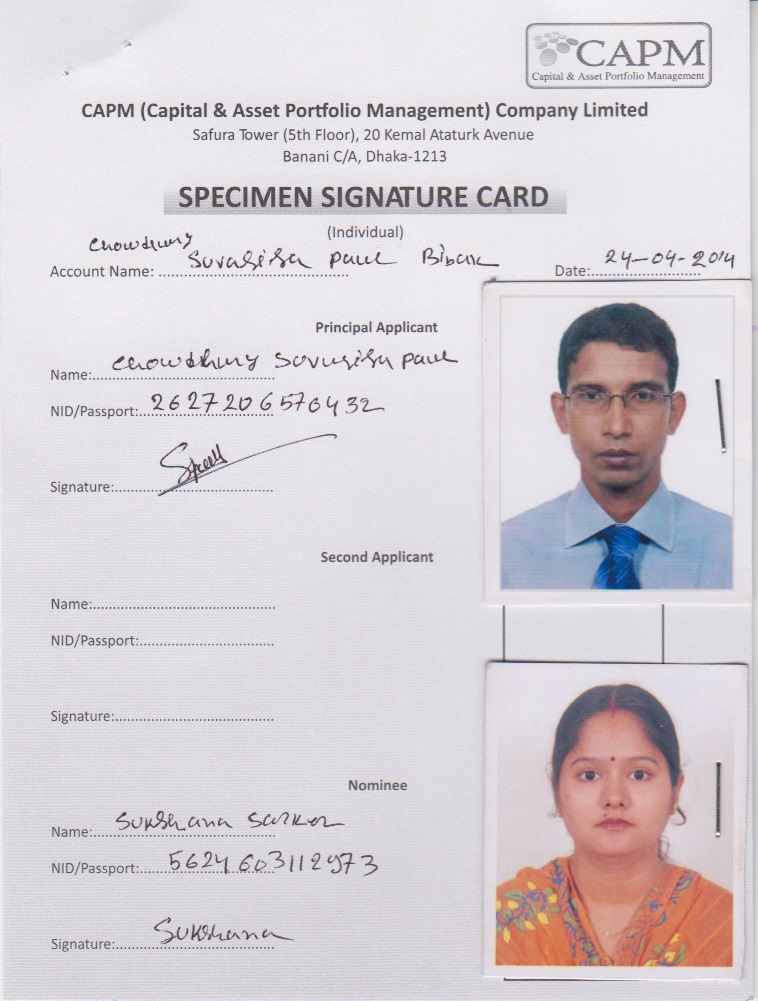 CAPM
Capital & Asset Portfolio Management
CAPM (Capital & Asset Portfolio Management) Company Limited
Safura Tower (5th Floor), 20 Kemal Ataturk Avenue
Banani C/A, Dhaka-1213
SPECIMEN SIGNATURE CARD
(Individual)
Chowdhury
Account Name: Suvasish Paul Date: 24-04-2014
Principal Applicant
Name: Chowdhury Suvasish Paul
NID/Passport: 2627206570432
Signature:
Second Applicant
Name:
NID/Passport:
Signature:
Nominee
Name: Sukshana Sarker
NID/Passport: 5624603112973
Signature: Sukshana